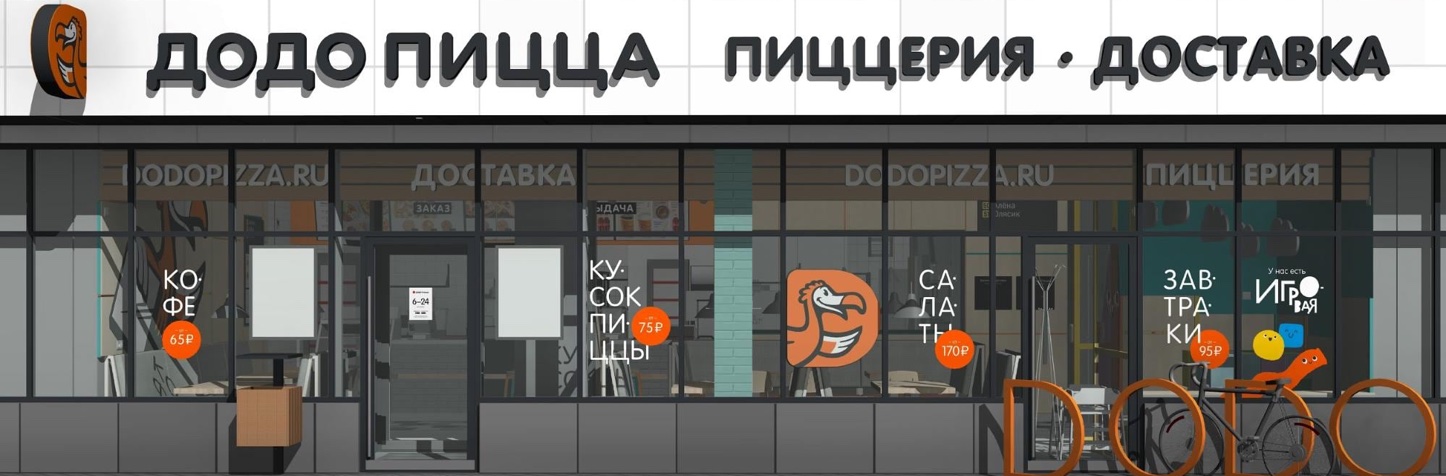 ДОДО ПИЦЦА
ПИЦЦЕРИЯ · ДОСТАВКА
DODOPIZZA.RU
ДОСТАВКА
DODOPIZZA.RU
ПИЦЦЕРИЯ
ЗАКАЗ
ЫДАЧА
КО·
ФЕ
65₽
6–24
КУ·
СОК
ПИ·
ЦЦЫ
75₽
СА·
ЛА·
ТЫ
170₽
ЗАВ·
ТРА·
КИ
95₽
У нас есть
ИГРО-
ВАЯ
DODO